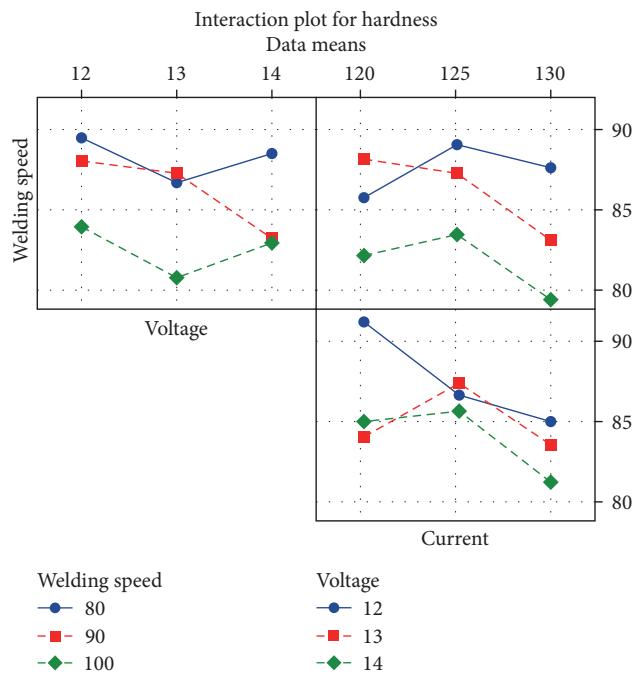 Interaction plot for hardness
Data means
12 13 14 120 125 130
Welding speed
90
85
80
Voltage
90
85
80
Current
Welding speed
80
90
100
Voltage
12
13
14